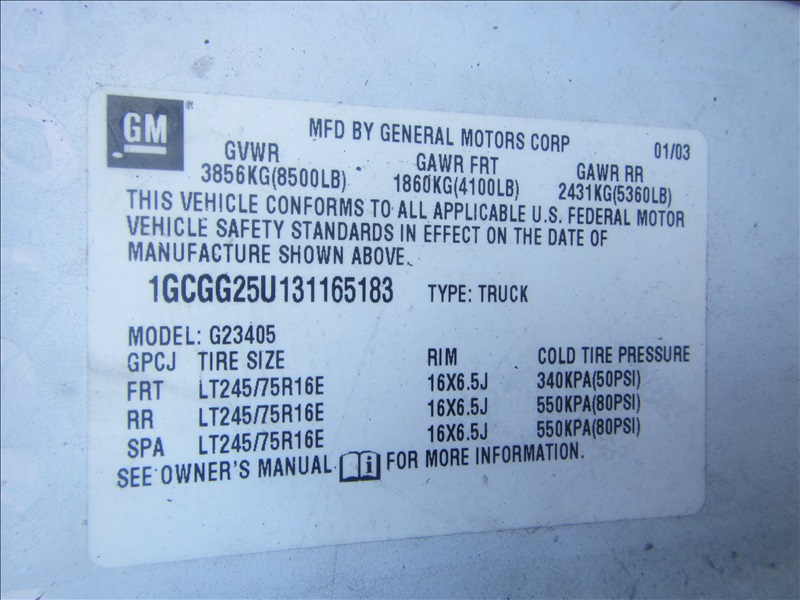 GM ®
MFD BY GENERAL MOTORS CORP 01/03
GVWR GAWR FRT GAWR RR
3856KG(8500LB) 1860KG(4100LB) 2431KG(5360LB)
THIS VEHICLE CONFORMS TO ALL APPLICABLE U.S. FEDERAL MOTOR
VEHICLE SAFETY STANDARDS IN EFFECT ON THE DATE OF
MANUFACTURE SHOWN ABOVE.
1GCGG25U131165183 TYPE: TRUCK
MODEL: G23405
GPCJ TIRE SIZE RIM COLD TIRE PRESSURE
FRT LT245/75R16E 16X6.5J 340KPA(50PSI)
RR LT245/75R16E 16X6.5J 550KPA(80PSI)
SPA LT245/75R16E 16X6.5J 550KPA(80PSI)
SEE OWNER'S MANUAL i FOR MORE INFORMATION.